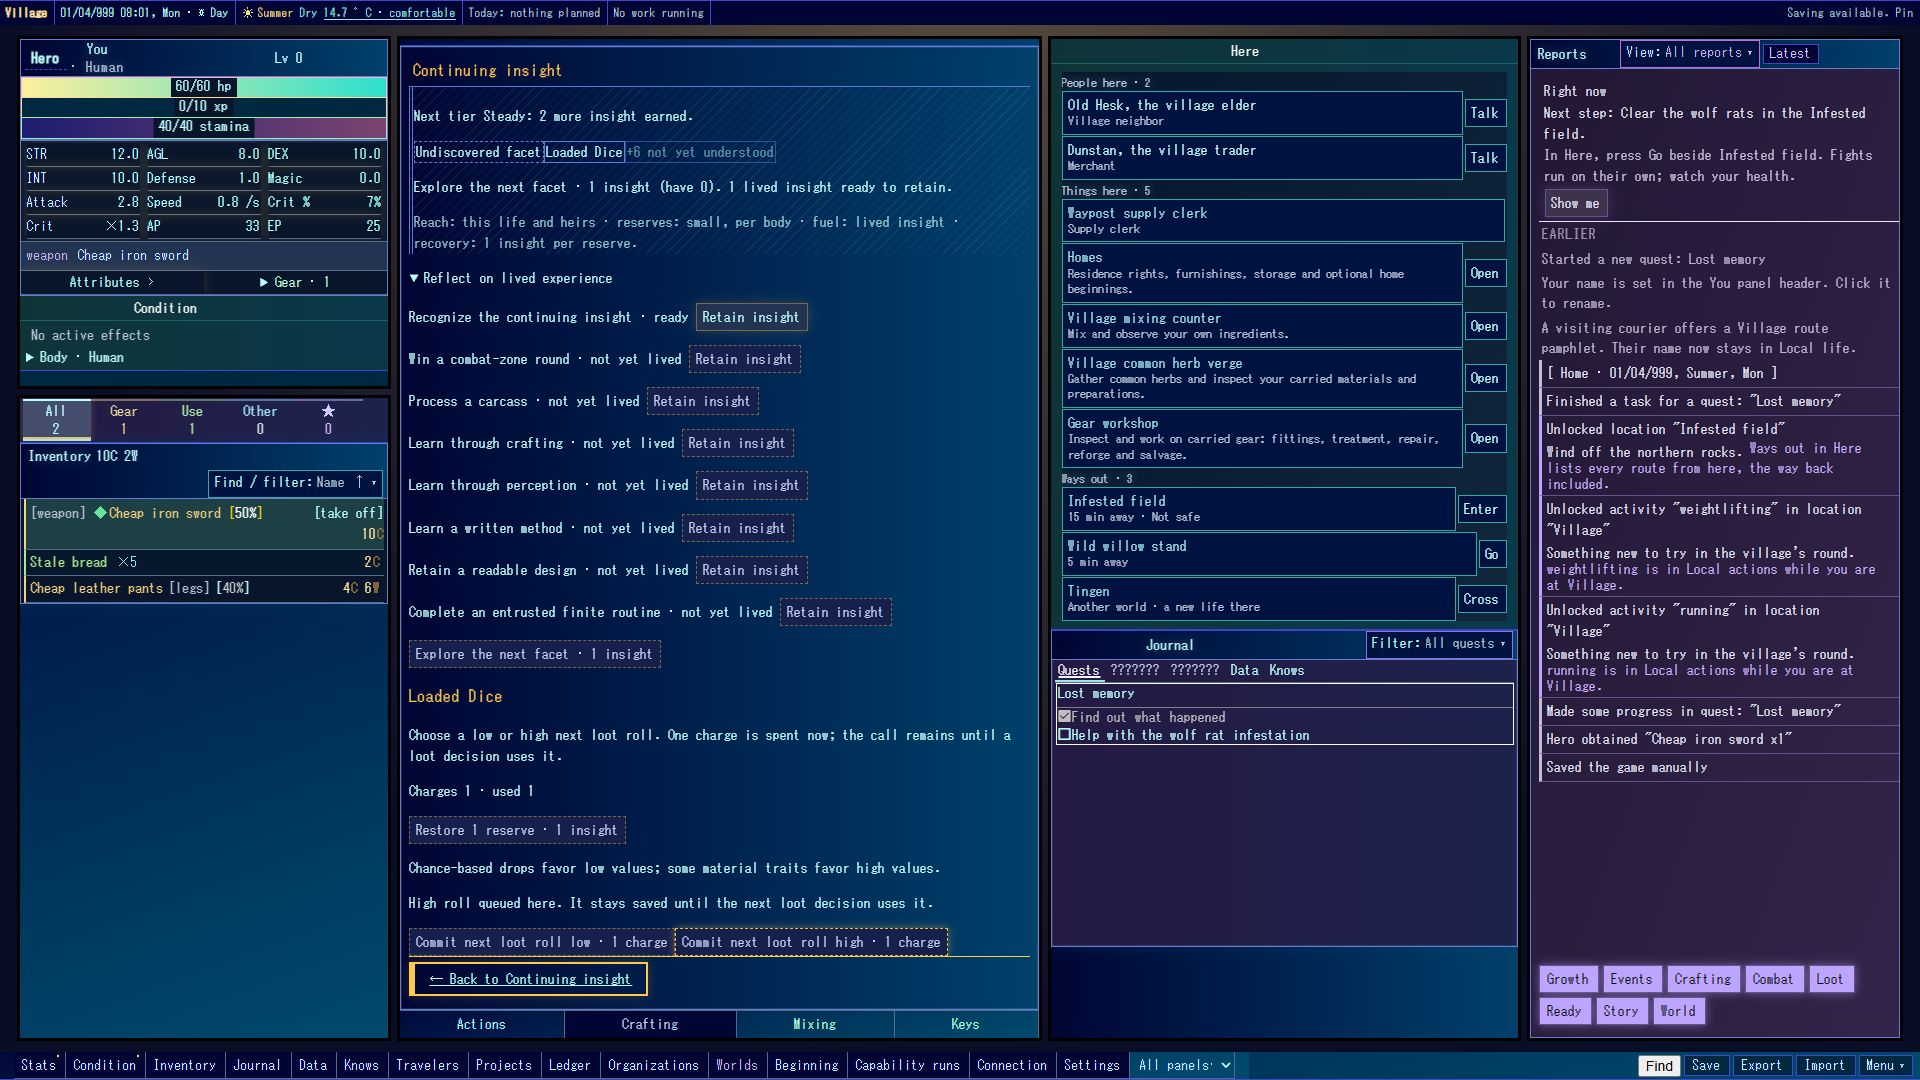 Village 01/04/999 08:01, Mon · ☀ Day ☀ Summer Dry 14.7 ° C · comfortable Today: nothing planned No work running Saving available. Pin
Hero · You Human Lv 0
60/60 hp
0/10 xp
40/40 stamina
STR 12.0 AGL 8.0 DEX 10.0
INT 10.0 Defense 1.0 Magic 0.0
Attack 2.8 Speed 0.8 /s Crit % 7%
Crit ×1.3 AP 33 EP 25
weapon Cheap iron sword
Attributes > ▶ Gear · 1
Condition
No active effects
▶ Body · Human
All Gear Use Other ★
2 1 1 0 0
Inventory 10C 2W
Find / filter: Name ↑ ▾
[weapon] ◆Cheap iron sword [50%] [take off]
10C
Stale bread ×5 2C
Cheap leather pants [legs] [40%] 4C 6W
Continuing insight
Next tier Steady: 2 more insight earned.
Undiscovered facet Loaded Dice +6 not yet understood
Explore the next facet · 1 insight (have 0). 1 lived insight ready to retain.
Reach: this life and heirs · reserves: small, per body · fuel: lived insight ·
recovery: 1 insight per reserve.
▼ Reflect on lived experience
Recognize the continuing insight · ready Retain insight
Win a combat-zone round · not yet lived Retain insight
Process a carcass · not yet lived Retain insight
Learn through crafting · not yet lived Retain insight
Learn through perception · not yet lived Retain insight
Learn a written method · not yet lived Retain insight
Retain a readable design · not yet lived Retain insight
Complete an entrusted finite routine · not yet lived Retain insight
Explore the next facet · 1 insight
Loaded Dice
Choose a low or high next loot roll. One charge is spent now; the call remains until a
loot decision uses it.
Charges 1 · used 1
Restore 1 reserve · 1 insight
Chance-based drops favor low values; some material traits favor high values.
High roll queued here. It stays saved until the next loot decision uses it.
Commit next loot roll low · 1 charge Commit next loot roll high · 1 charge
← Back to Continuing insight
Actions Crafting Mixing Keys
Here
People here · 2
Old Hesk, the village elder
Village neighbor
Talk
Dunstan, the village trader
Merchant
Talk
Things here · 5
Waypost supply clerk
Supply clerk
Homes
Residence rights, furnishings, storage and optional home
beginnings.
Open
Village mixing counter
Mix and observe your own ingredients.
Open
Village common herb verge
Gather common herbs and inspect your carried materials and
preparations.
Open
Gear workshop
Inspect and work on carried gear: fittings, treatment, repair,
reforge and salvage.
Open
Ways out · 3
Infested field
15 min away · Not safe
Enter
Wild willow stand
5 min away
Go
Tingen
Another world · a new life there
Cross
Journal Filter: All quests ▾
Quests ??????? ??????? Data Knows
Lost memory
☑Find out what happened
☐Help with the wolf rat infestation
Reports View: All reports ▾ Latest
Right now
Next step: Clear the wolf rats in the Infested
field.
In Here, press Go beside Infested field. Fights
run on their own; watch your health.
Show me
EARLIER
Started a new quest: Lost memory
Your name is set in the You panel header. Click it
to rename.
A visiting courier offers a Village route
pamphlet. Their name now stays in Local life.
[ Home · 01/04/999, Summer, Mon ]
Finished a task for a quest: "Lost memory"
Unlocked location "Infested field"
Wind off the northern rocks. Ways out in Here
lists every route from here, the way back
included.
Unlocked activity "weightlifting" in location
"Village"
Something new to try in the village's round.
weightlifting is in Local actions while you are
at Village.
Unlocked activity "running" in location
"Village"
Something new to try in the village's round.
running is in Local actions while you are at
Village.
Made some progress in quest: "Lost memory"
Hero obtained "Cheap iron sword x1"
Saved the game manually
Growth Events Crafting Combat Loot
Ready Story World
Stats Condition Inventory Journal Data Knows Travelers Projects Ledger Organizations Worlds Beginning Capability runs Connection Settings All panels · Find Save Export Import Menu ▾